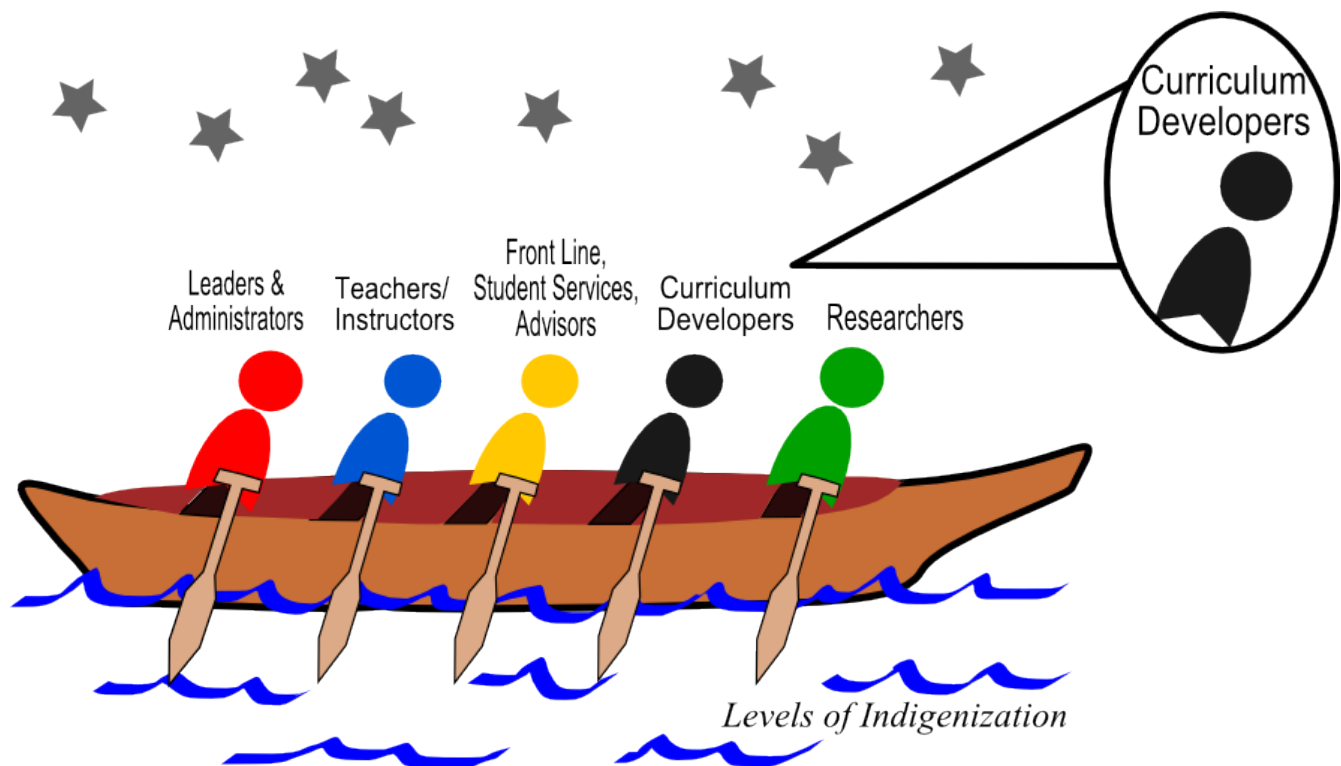 Curriculum
Developers
Leaders &
Administrators
Teachers/
Instructors
Front Line,
Student Services,
Advisors
Curriculum
Developers
Researchers
Levels of Indigenization